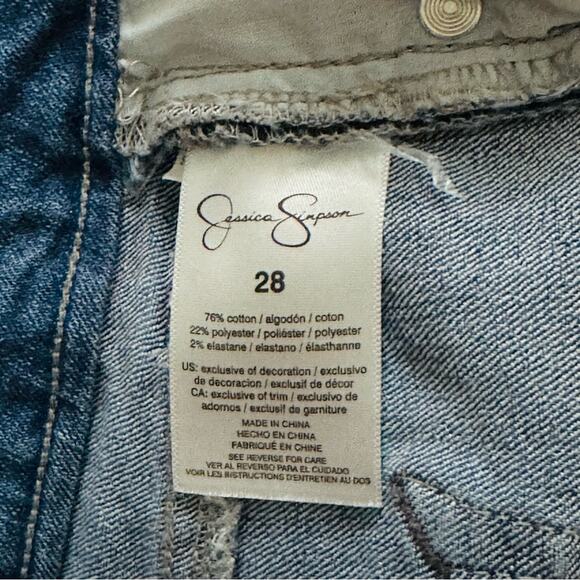 Jessica Simpson
28
76% cotton / algodón / coton
22% polyester / poliéster / polyester
2% elastane / elastano / élasthanne
US: exclusive of decoration / exclusivo
de decoracion / exclusif de décor
CA: exclusive of trim / exclusivo de
adornos / exclusif de garniture
MADE IN CHINA
HECHO EN CHINA
FABRIQUÉ EN CHINE
SEE REVERSE FOR CARE
VER AL REVERSO PARA EL CUIDADO
VOIR LES INSTRUCTIONS D'ENTRETIEN AU DOS